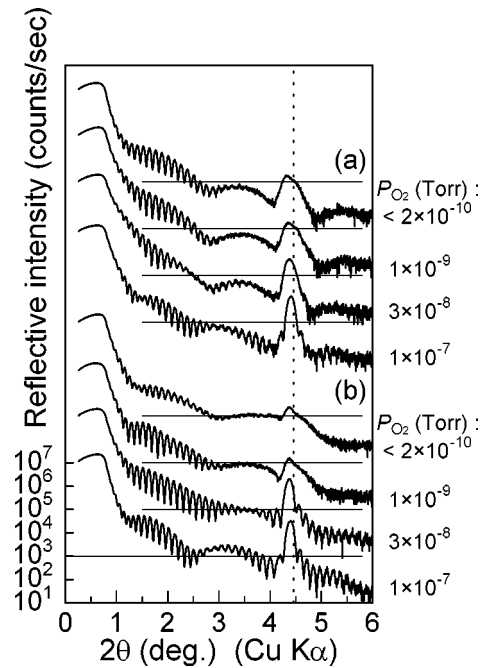 Reflective intensity (counts/sec)
(a)
P_O₂ (Torr) :
< 2×10⁻¹⁰
1×10⁻⁹
3×10⁻⁸
1×10⁻⁷
(b)
P_O₂ (Torr) :
< 2×10⁻¹⁰
1×10⁻⁹
3×10⁻⁸
1×10⁻⁷
10⁷
10⁶
10⁵
10⁴
10³
10²
10¹
0 1 2 3 4 5 6
2θ (deg.) (Cu Kα)